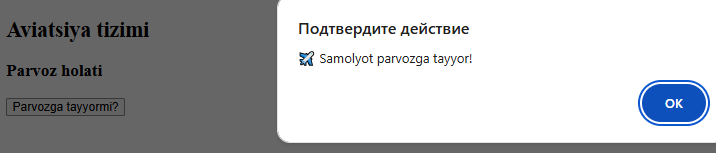 Aviatsiya tizimi
Parvoz holati
Parvozga tayyormi?
Подтвердите действие
✈️ Samolyot parvozga tayyor!
OK